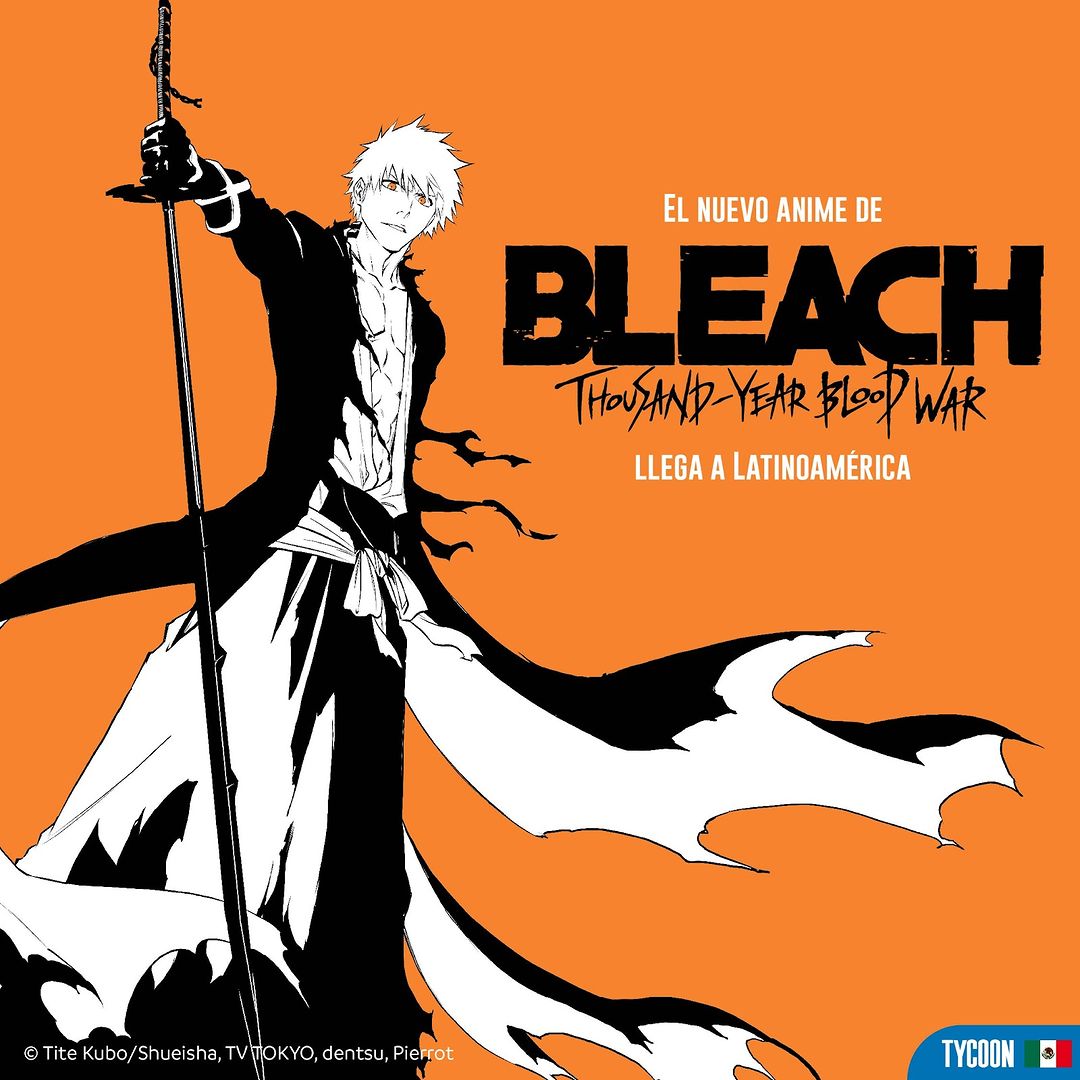 EL NUEVO ANIME DE
BLEACH
THOUSAND-YEAR BLOOD WAR
LLEGA A LATINOAMÉRICA
© Tite Kubo/Shueisha, TV TOKYO, dentsu, Pierrot
TYCOON